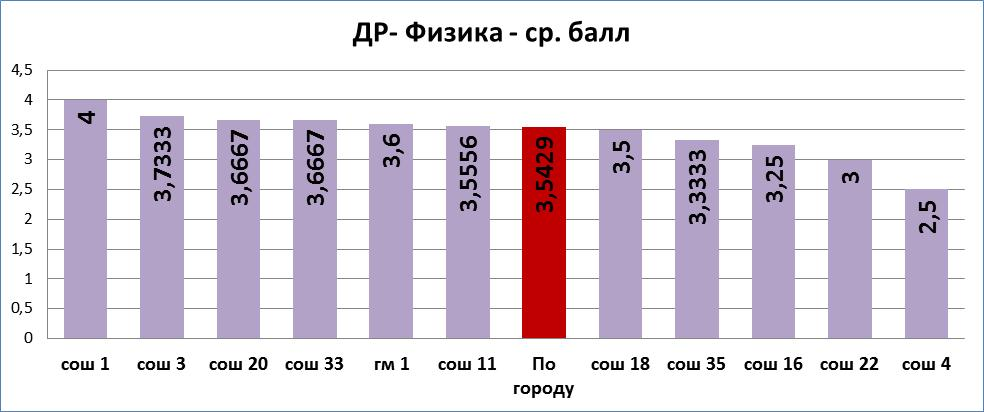 ДР- Физика - ср. балл
4,5
4
3,5
3
2,5
2
1,5
1
0,5
0
4
3,7333
3,6667
3,6667
3,6
3,5556
3,5429
3,5
3,3333
3,25
3
2,5
сош 1
сош 3
сош 20
сош 33
гм 1
сош 11
По
городу
сош 18
сош 35
сош 16
сош 22
сош 4